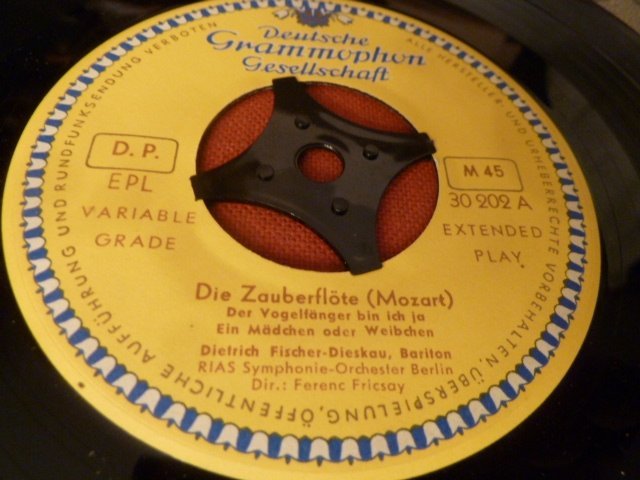 Deutsche
Grammophon
Gesellschaft
ALLE HERSTELLER- UND URHEBERRECHTE VORBEHALTEN, ÜBERSPIELUNG, ÖFFENTLICHE AUFFÜHRUNG UND RUNDFUNKSENDUNG VERBOTEN
D. P.
EPL
VARIABLE
GRADE
M 45
30 202 A
EXTENDED
PLAY
Die Zauberflöte (Mozart)
Der Vogelfänger bin ich ja
Ein Mädchen oder Weibchen
Dietrich Fischer-Dieskau, Bariton
RIAS Symphonie-Orchester Berlin
Dir.: Ferenc Fricsay